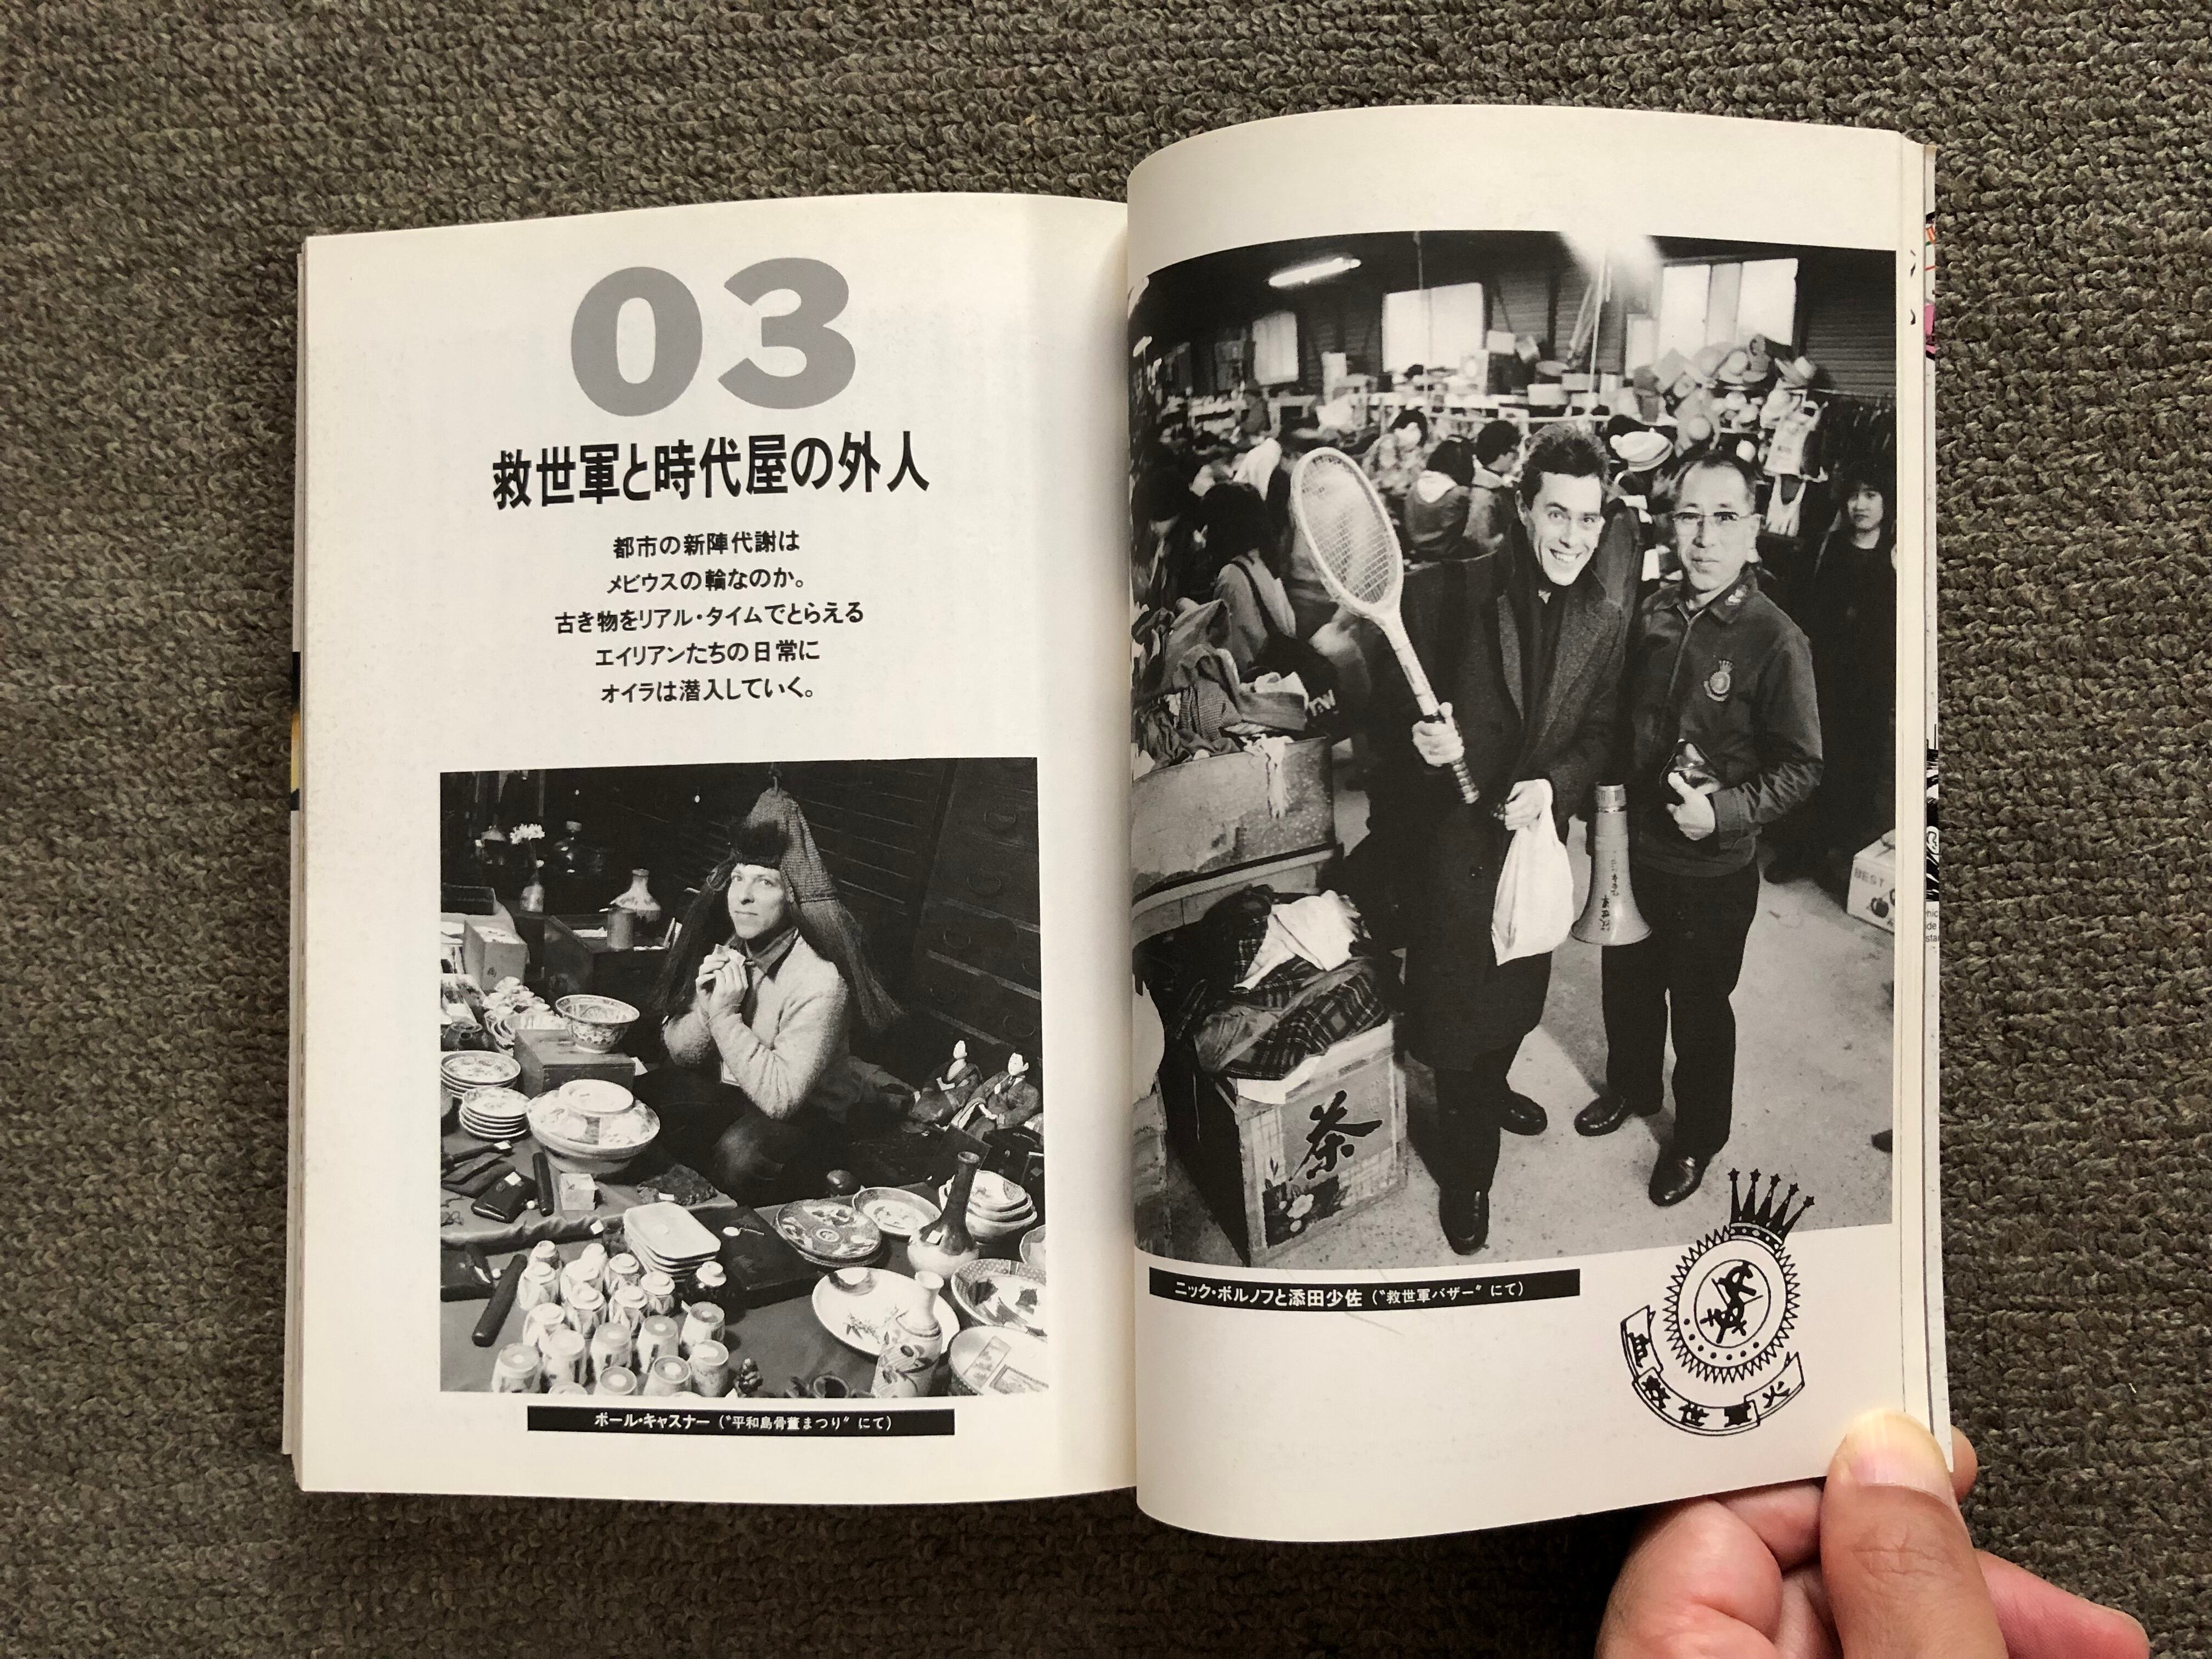 03
救世軍と時代屋の外人
都市の新陣代謝は
メビウスの輪なのか。
古き物をリアル・タイムでとらえる
エイリアンたちの日常に
オイラは潜入していく。
ポール・キャスナー（“平和島骨董まつり” にて）
茶
BEST
ニック・ボルノフと添田少佐（“救世軍バザー” にて）
血 救世軍 火